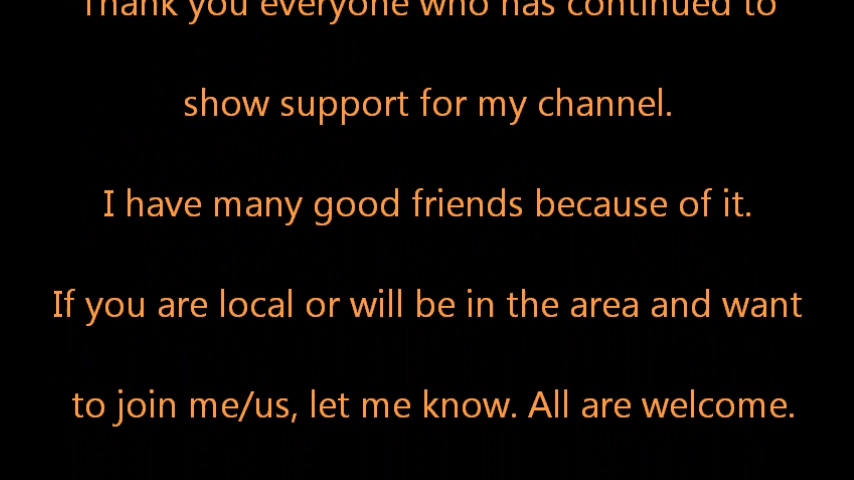 Thank you everyone who has continued to
show support for my channel.
I have many good friends because of it.
If you are local or will be in the area and want
to join me/us, let me know. All are welcome.